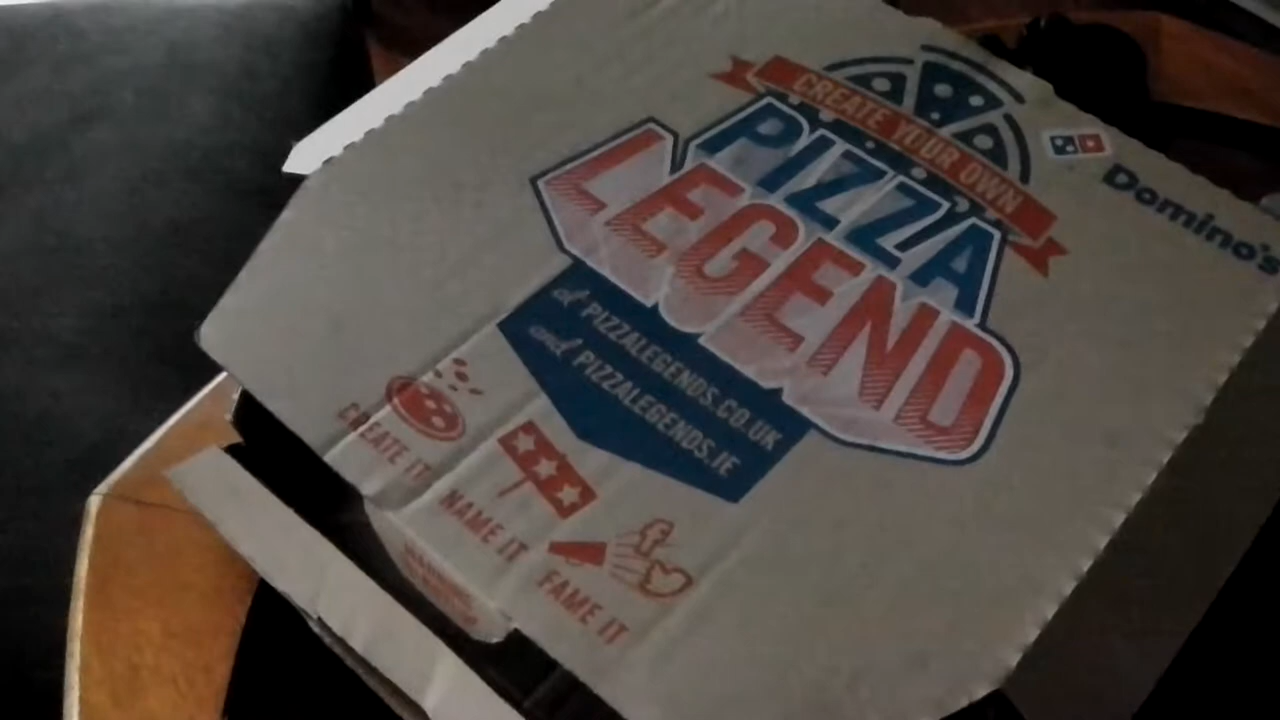 CREATE YOUR OWN
PIZZA
LEGEND
Domino's
at PIZZALEGENDS.CO.UK
and PIZZALEGENDS.IE
CREATE IT
NAME IT
FAME IT